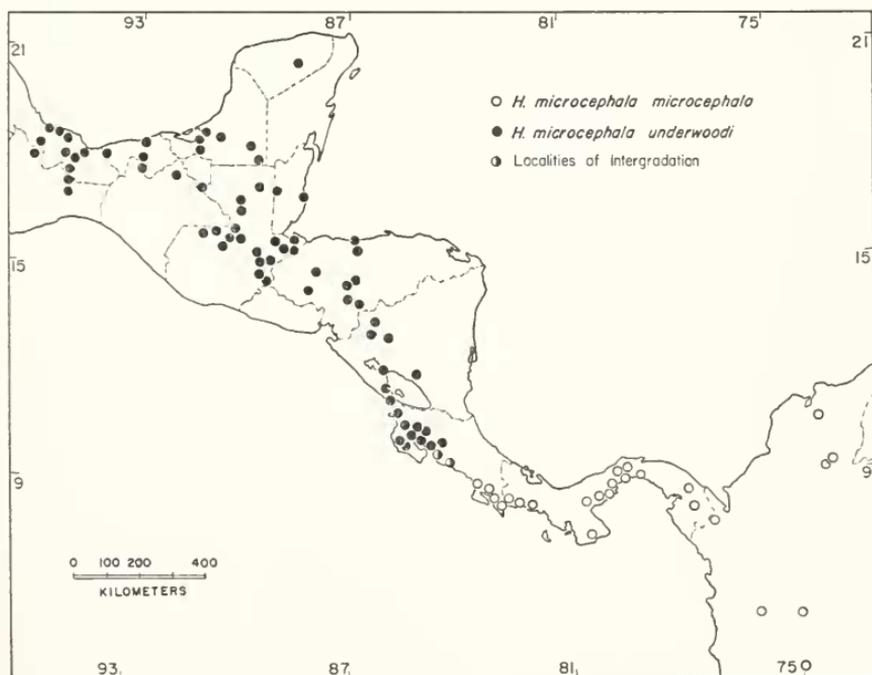 93 87 81 75
21 21
H. microcephala microcephala
H. microcephala underwoodi
Localities of Intergradation
15 15
9 9
0 100 200 400
KILOMETERS
93 87 81 75